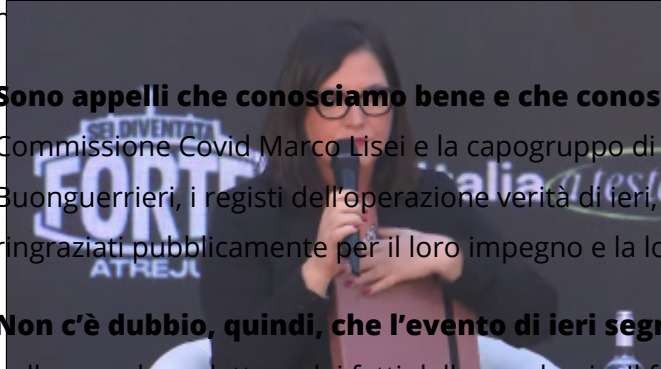 Sono appelli che conosciamo bene e che conos
Commissione Covid Marco Lisei e la capogruppo di
Buonguerrieri, i registi dell’operazione verità di ieri,
ringraziati pubblicamente per il loro impegno e la lo
Non c’è dubbio, quindi, che l’evento di ieri segn
SEI DIVENTATA
FORTE
ATREJU
italia